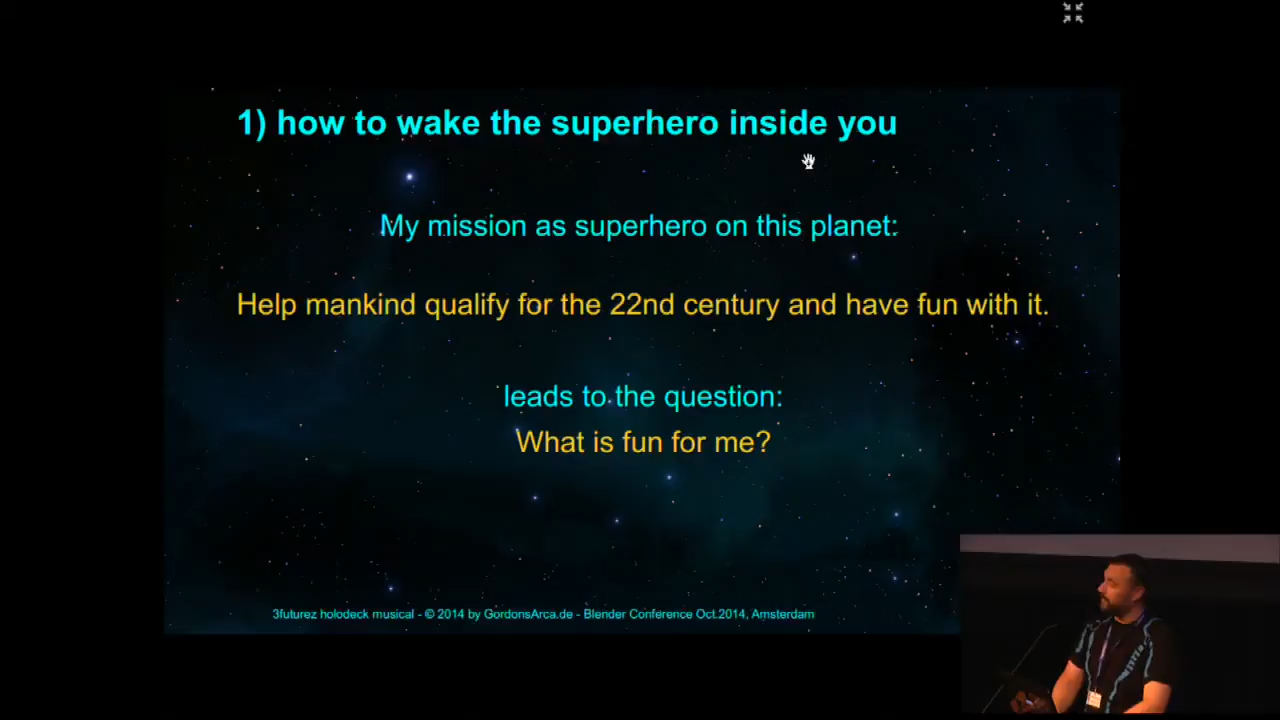 1) how to wake the superhero inside you
My mission as superhero on this planet:
Help mankind qualify for the 22nd century and have fun with it.
leads to the question:
What is fun for me?
3futurez holodeck musical - © 2014 by GordonsArca.de - Blender Conference Oct.2014, Amsterdam